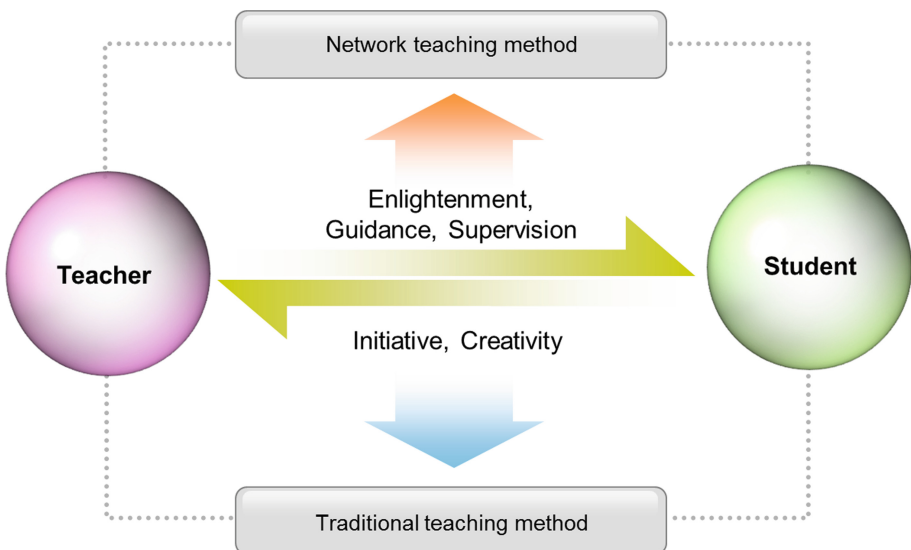 Network teaching method
Enlightenment,
Guidance, Supervision
Teacher
Student
Initiative, Creativity
Traditional teaching method